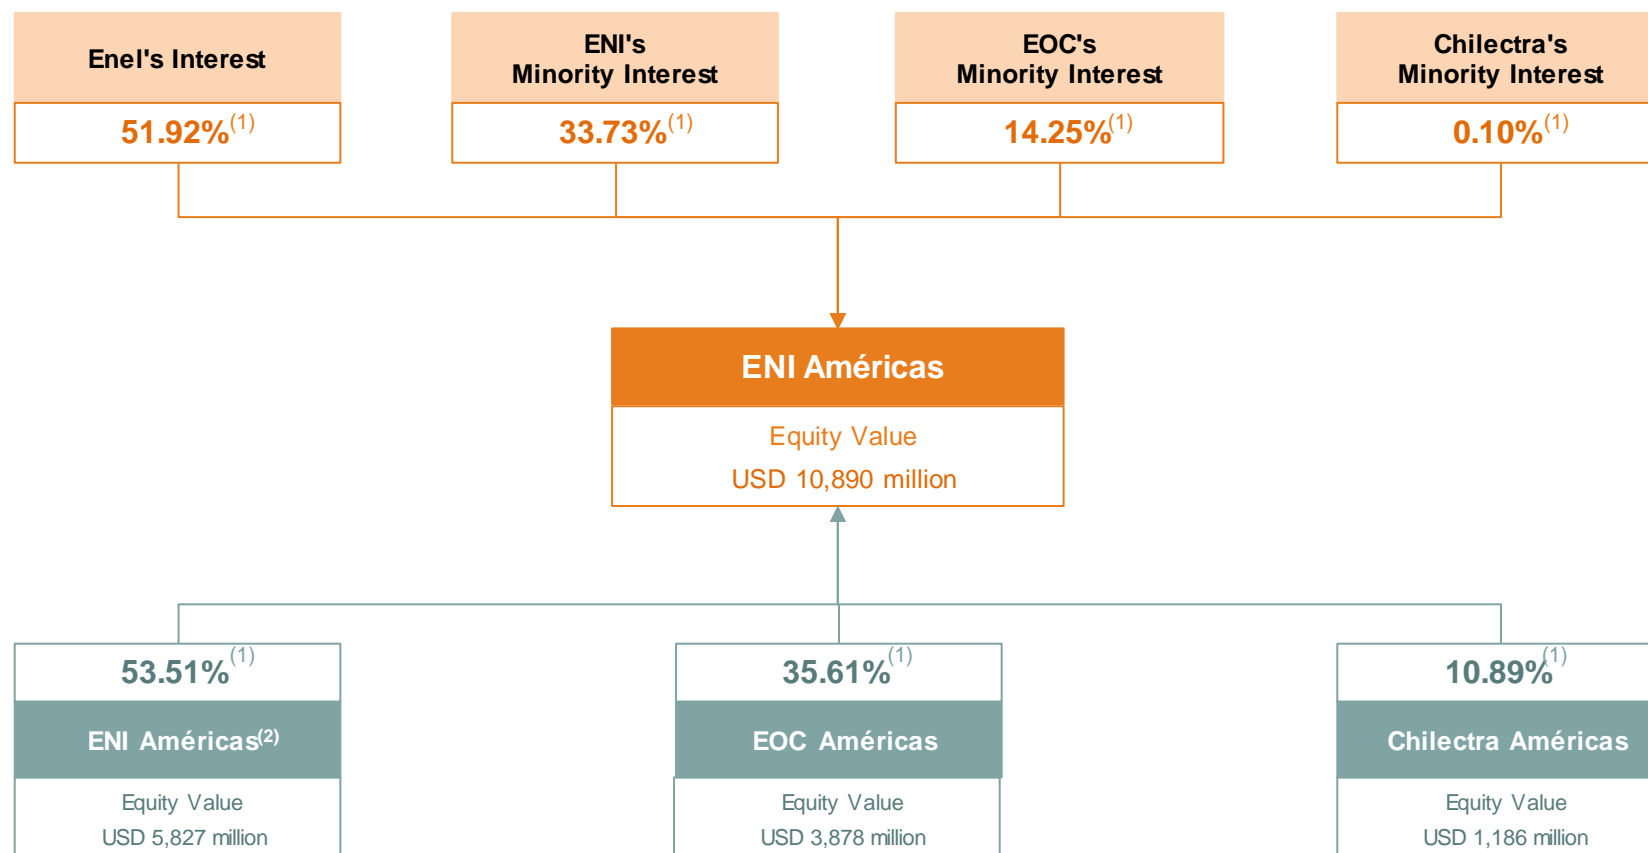 Enel's Interest
51.92%(1)
ENI's
Minority Interest
33.73%(1)
EOC's
Minority Interest
14.25%(1)
Chilectra's
Minority Interest
0.10%(1)
ENI Américas
Equity Value
USD 10,890 million
53.51%(1)
ENI Américas(2)
Equity Value
USD 5,827 million
35.61%(1)
EOC Américas
Equity Value
USD 3,878 million
10.89%(1)
Chilectra Américas
Equity Value
USD 1,186 million